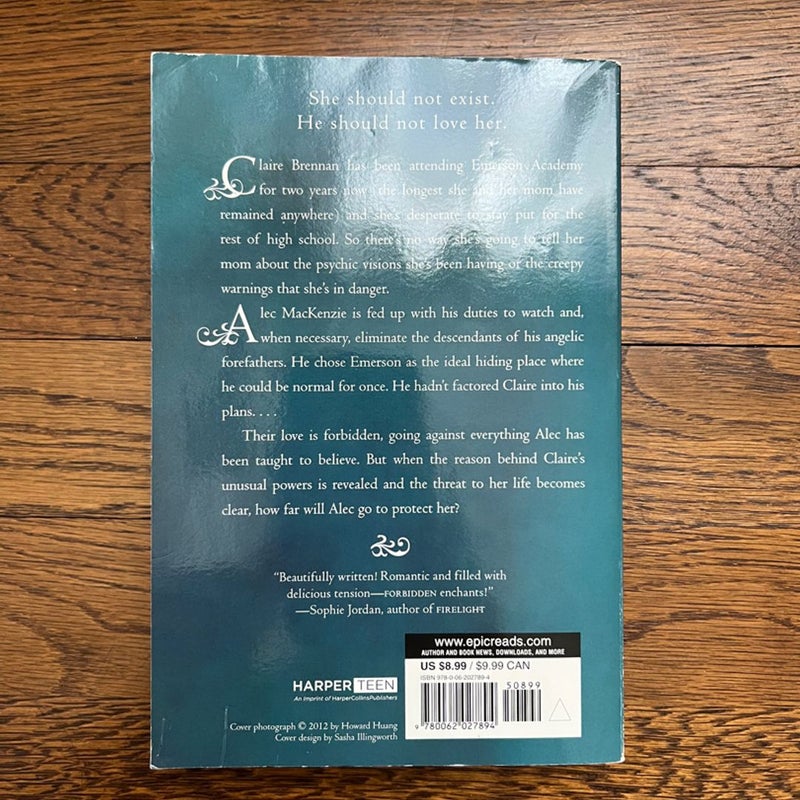 She should not exist.
He should not love her.
Claire Brennan has been attending Emerson Academy
for two years now (the longest she and her mom have
remained anywhere) and she's desperate to stay put for the
rest of high school. So there's no way she's going to tell her
mom about the psychic visions she's been having or the creepy
warnings that she's in danger.
Alec MacKenzie is fed up with his duties to watch and,
when necessary, eliminate the descendants of his angelic
forefathers. He chose Emerson as the ideal hiding place where
he could be normal for once. He hadn't factored Claire into his
plans. . . .
Their love is forbidden, going against everything Alec has
been taught to believe. But when the reason behind Claire's
unusual powers is revealed and the threat to her life becomes
clear, how far will Alec go to protect her?
"Beautifully written! Romantic and filled with
delicious tension—FORBIDDEN enchants!"
—Sophie Jordan, author of FIRELIGHT
www.epicreads.com
AUTHOR AND BOOK NEWS, DOWNLOADS, AND MORE
US $8.99 / $9.99 CAN
ISBN 978-0-06-202789-4
50899
9 780062 027894
HARPER TEEN
An Imprint of HarperCollinsPublishers
Cover photograph © 2012 by Howard Huang
Cover design by Sasha Illingworth